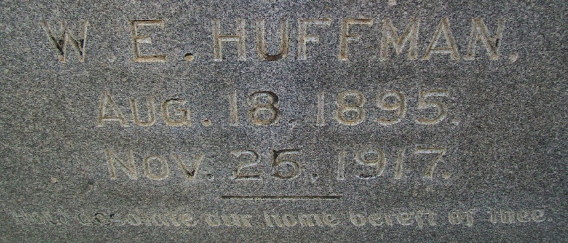 W. E. HUFFMAN.
AUG. 18, 1895.
NOV. 25, 1917.
our home bereft of thee.